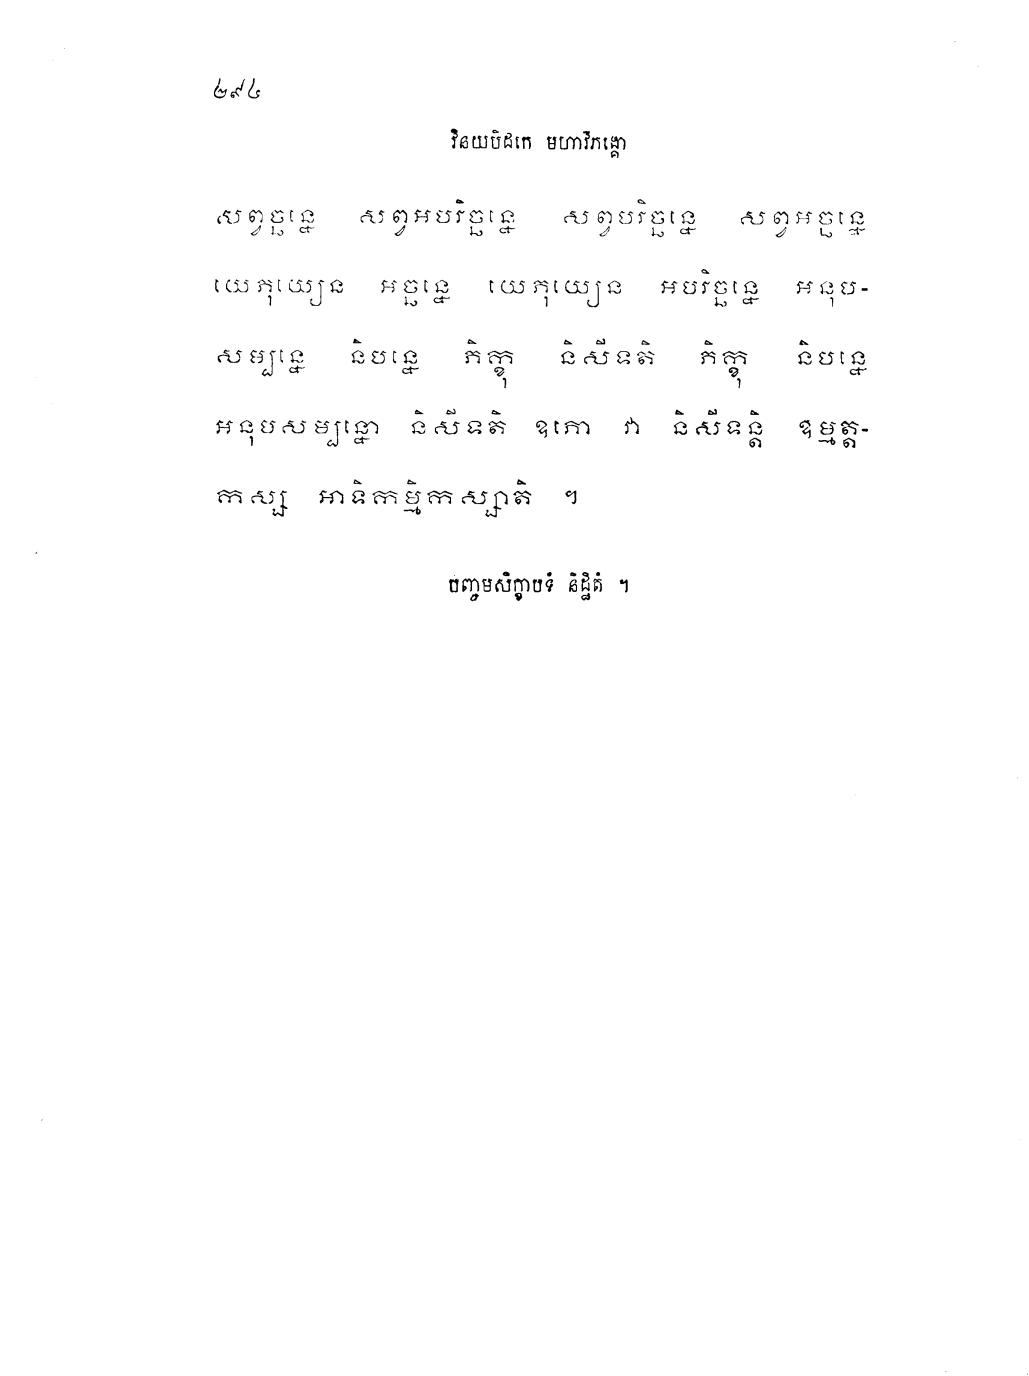 ២៩៤
វិនយបិដកេ មហាវិភង្គោ
សព្វច្ឆន្នេ សព្វអបរិច្ឆន្នេ សព្វបរិច្ឆន្នេ សព្វអច្ឆន្នេ
យេភុយ្យេន អច្ឆន្នេ យេភុយ្យេន អបរិច្ឆន្នេ អនុប-
សម្បន្នេ និបន្នេ ភិក្ខុ និសីទតិ ភិក្ខុ និបន្នេ
អនុបសម្បន្នោ និសីទតិ ឧភោ វា និសីទន្តិ ឧម្មត្ត-
កស្ស អាទិកម្មិកស្សាតិ ។
បញ្ចមសិក្ខាបទំ និដ្ឋិតំ ។